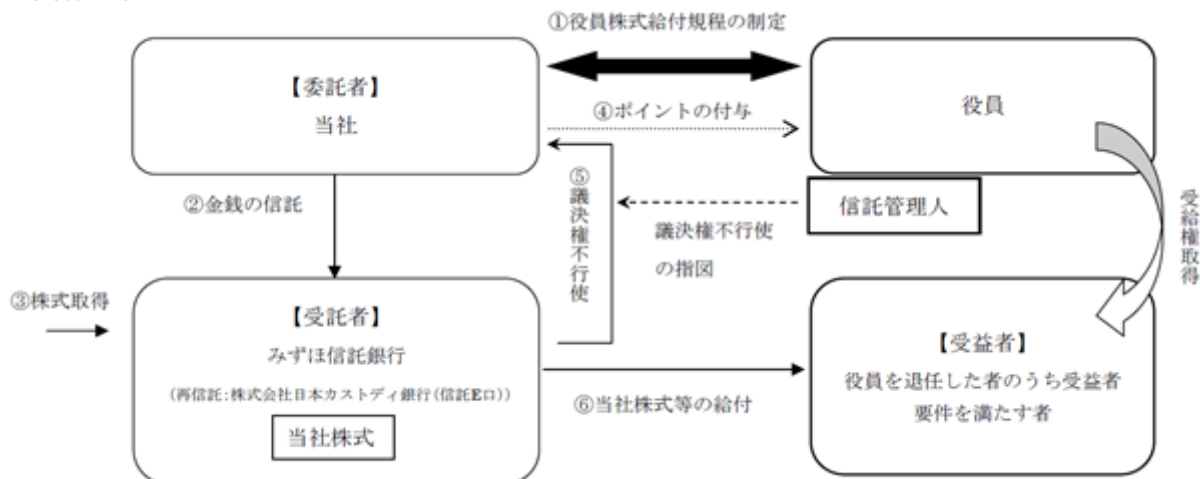 ①役員株式給付規程の制定
【委託者】
当社
④ポイントの付与
役員
②金銭の信託
⑤議決権不行使
議決権不行使
の指図
信託管理人
受給権取得
③株式取得
【受託者】
みずほ信託銀行
(再信託:株式会社日本カストディ銀行(信託E口))
当社株式
⑥当社株式等の給付
【受益者】
役員を退任した者のうち受益者
要件を満たす者